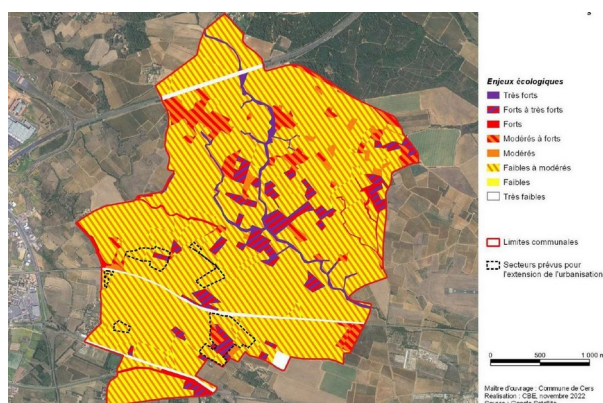 Enjeux écologiques
Très forts
Forts à très forts
Forts
Modérés à forts
Modérés
Faibles à modérés
Faibles
Très faibles
Limites communales
Secteurs prévus pour
l'extension de l'urbanisation
0 500 1 000 m
Maître d'ouvrage : Commune de Cers
Réalisation : CBE, novembre 2022